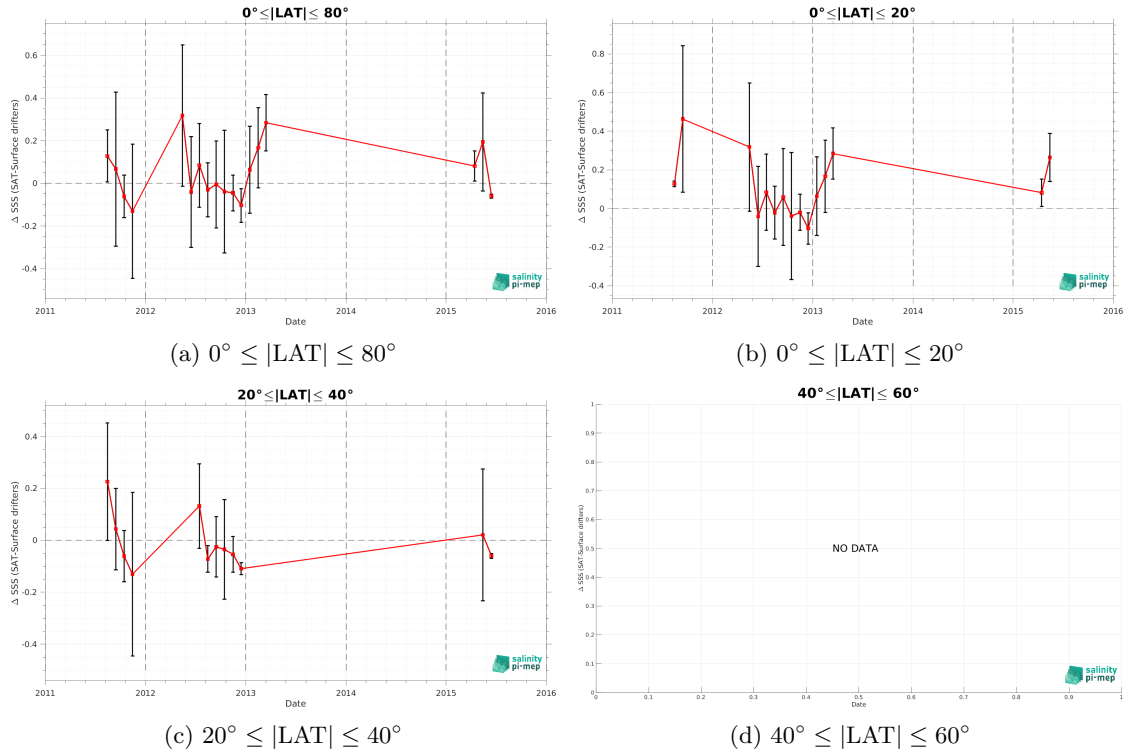 0°≤|LAT|≤ 80°
Δ SSS (SAT-Surface drifters)
0.6
0.4
0.2
0
-0.2
-0.4
2011 2012 2013 2014 2015 2016
Date
salinity
pi-mep
(a) 0° ≤ |LAT| ≤ 80°
0°≤|LAT|≤ 20°
Δ SSS (SAT-Surface drifters)
0.8
0.6
0.4
0.2
0
-0.2
-0.4
2011 2012 2013 2014 2015 2016
Date
salinity
pi-mep
(b) 0° ≤ |LAT| ≤ 20°
20°≤|LAT|≤ 40°
Δ SSS (SAT-Surface drifters)
0.4
0.2
0
-0.2
-0.4
2011 2012 2013 2014 2015 2016
Date
salinity
pi-mep
(c) 20° ≤ |LAT| ≤ 40°
40°≤|LAT|≤ 60°
Δ SSS (SAT-Surface drifters)
1
0.9
0.8
0.7
0.6
0.5
0.4
0.3
0.2
0.1
0
NO DATA
0 0.1 0.2 0.3 0.4 0.5 0.6 0.7 0.8 0.9 1
Date
salinity
pi-mep
(d) 40° ≤ |LAT| ≤ 60°